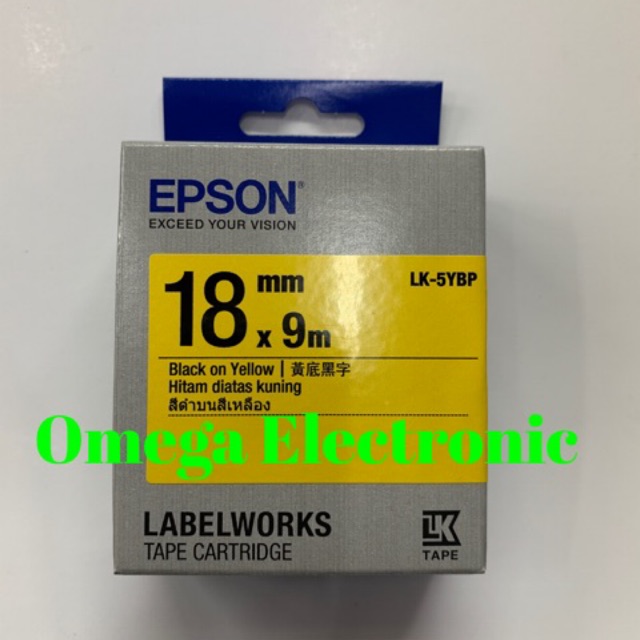 EPSON®
EXCEED YOUR VISION
18 mm x 9m
LK-5YBP
Black on Yellow | 黃底黑字
Hitam diatas kuning
สีดำบนสีเหลือง
Omega Electronic
LABELWORKS
TAPE CARTRIDGE
LK
TAPE